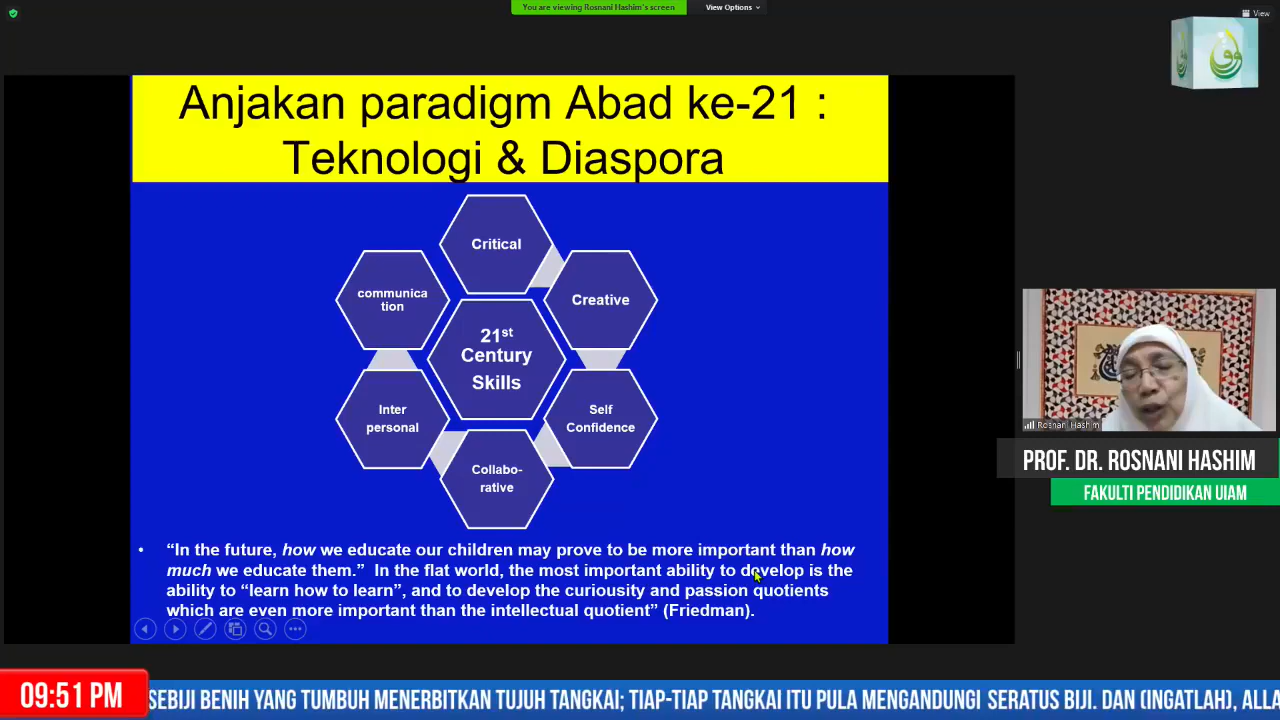 You are viewing Rosnani Hashim's screen
View Options
View
Anjakan paradigm Abad ke-21 :
Teknologi & Diaspora
Critical
communica
tion
Creative
21st
Century
Skills
Inter
personal
Self
Confidence
Collabo-
rative
• “In the future, how we educate our children may prove to be more important than how
much we educate them.” In the flat world, the most important ability to develop is the
ability to “learn how to learn”, and to develop the curiousity and passion quotients
which are even more important than the intellectual quotient” (Friedman).
Rosnani Hashim
PROF. DR. ROSNANI HASHIM
FAKULTI PENDIDIKAN UIAM
09:51 PM
SEBIJI BENIH YANG TUMBUH MENERBITKAN TUJUH TANGKAI; TIAP-TIAP TANGKAI ITU PULA MENGANDUNGI SERATUS BIJI. DAN (INGATLAH), ALLA